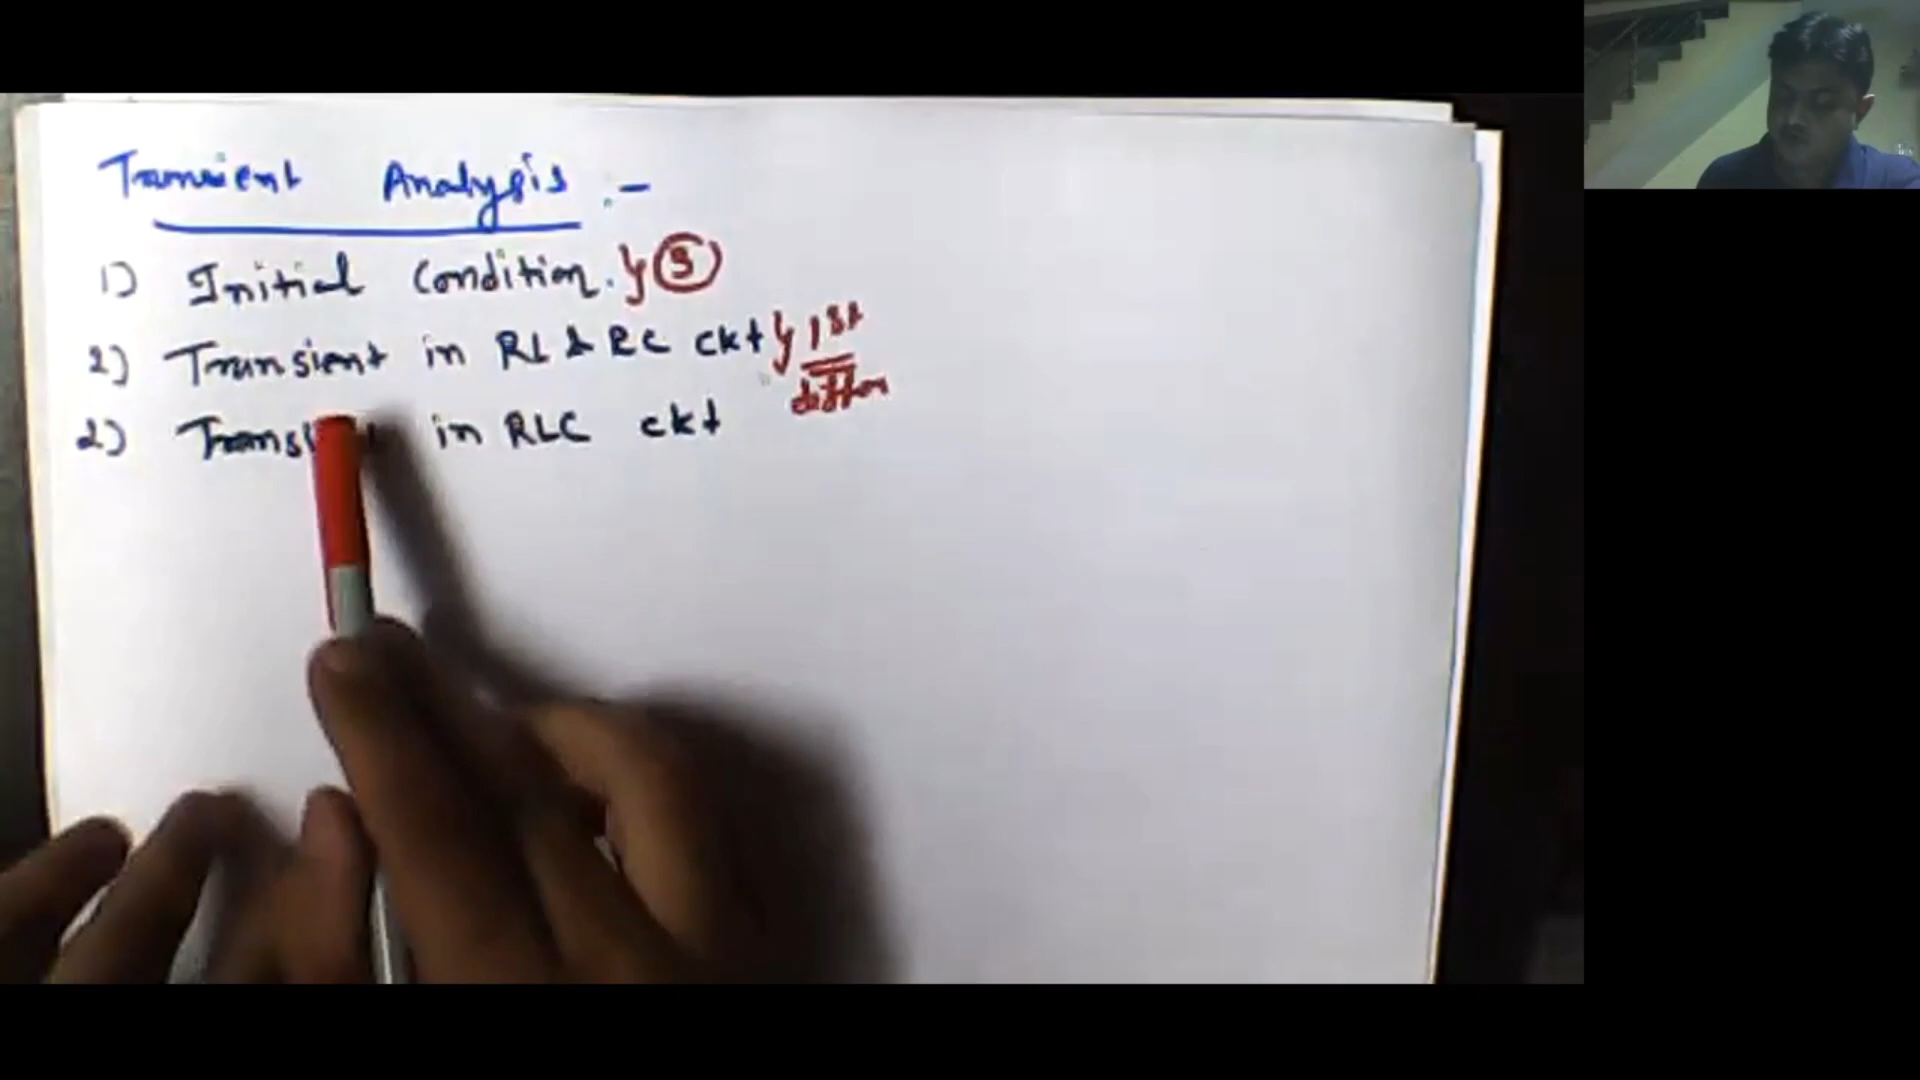 Transient Analysis :-
1) Initial Condition. } 3
2) Transient in RL & RC ckt } 1st
differ
2) Trans in RLC ckt